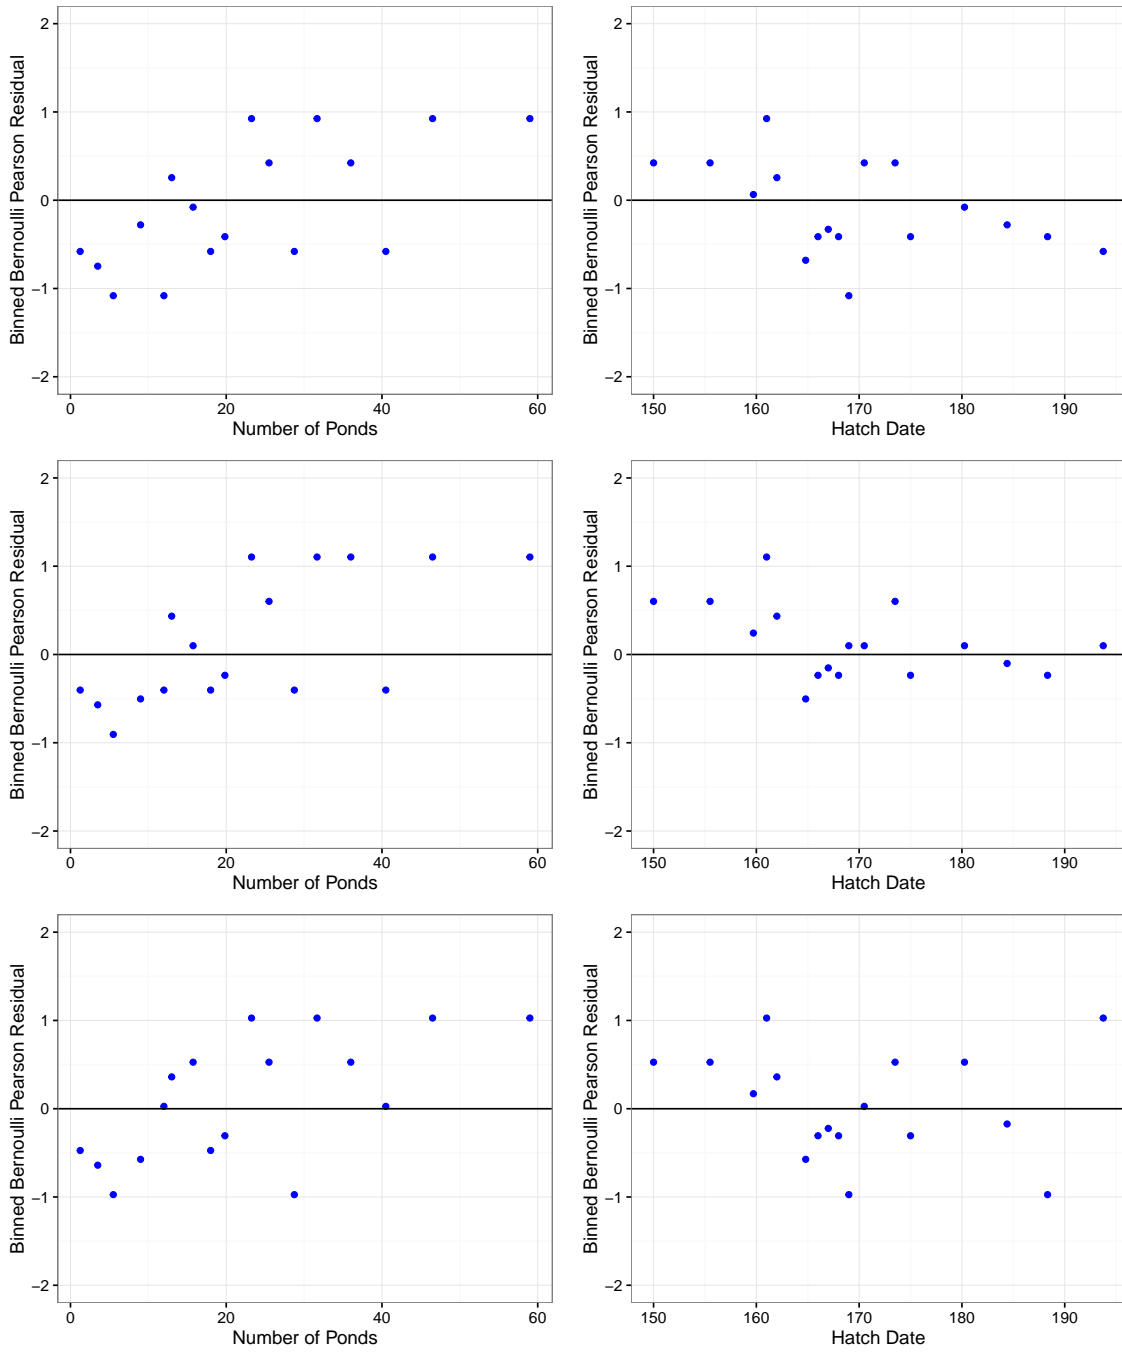 Binned Bernoulli Pearson Residual
2
1
0
–1
–2
0 20 40 60
Number of Ponds
Binned Bernoulli Pearson Residual
2
1
0
–1
–2
150 160 170 180 190
Hatch Date
Binned Bernoulli Pearson Residual
2
1
0
–1
–2
0 20 40 60
Number of Ponds
Binned Bernoulli Pearson Residual
2
1
0
–1
–2
150 160 170 180 190
Hatch Date
Binned Bernoulli Pearson Residual
2
1
0
–1
–2
0 20 40 60
Number of Ponds
Binned Bernoulli Pearson Residual
2
1
0
–1
–2
150 160 170 180 190
Hatch Date